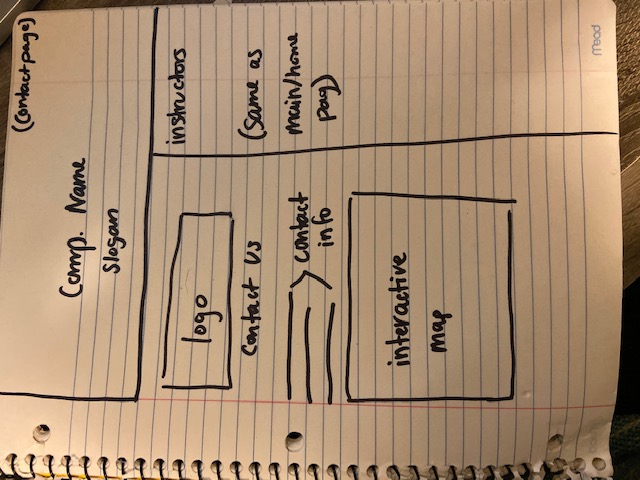 (Contact page)
Comp. Name
Slogan
logo
Contact Us
contact
info
interactive
map
instructors
(Same as
main/home
pag)
Mead